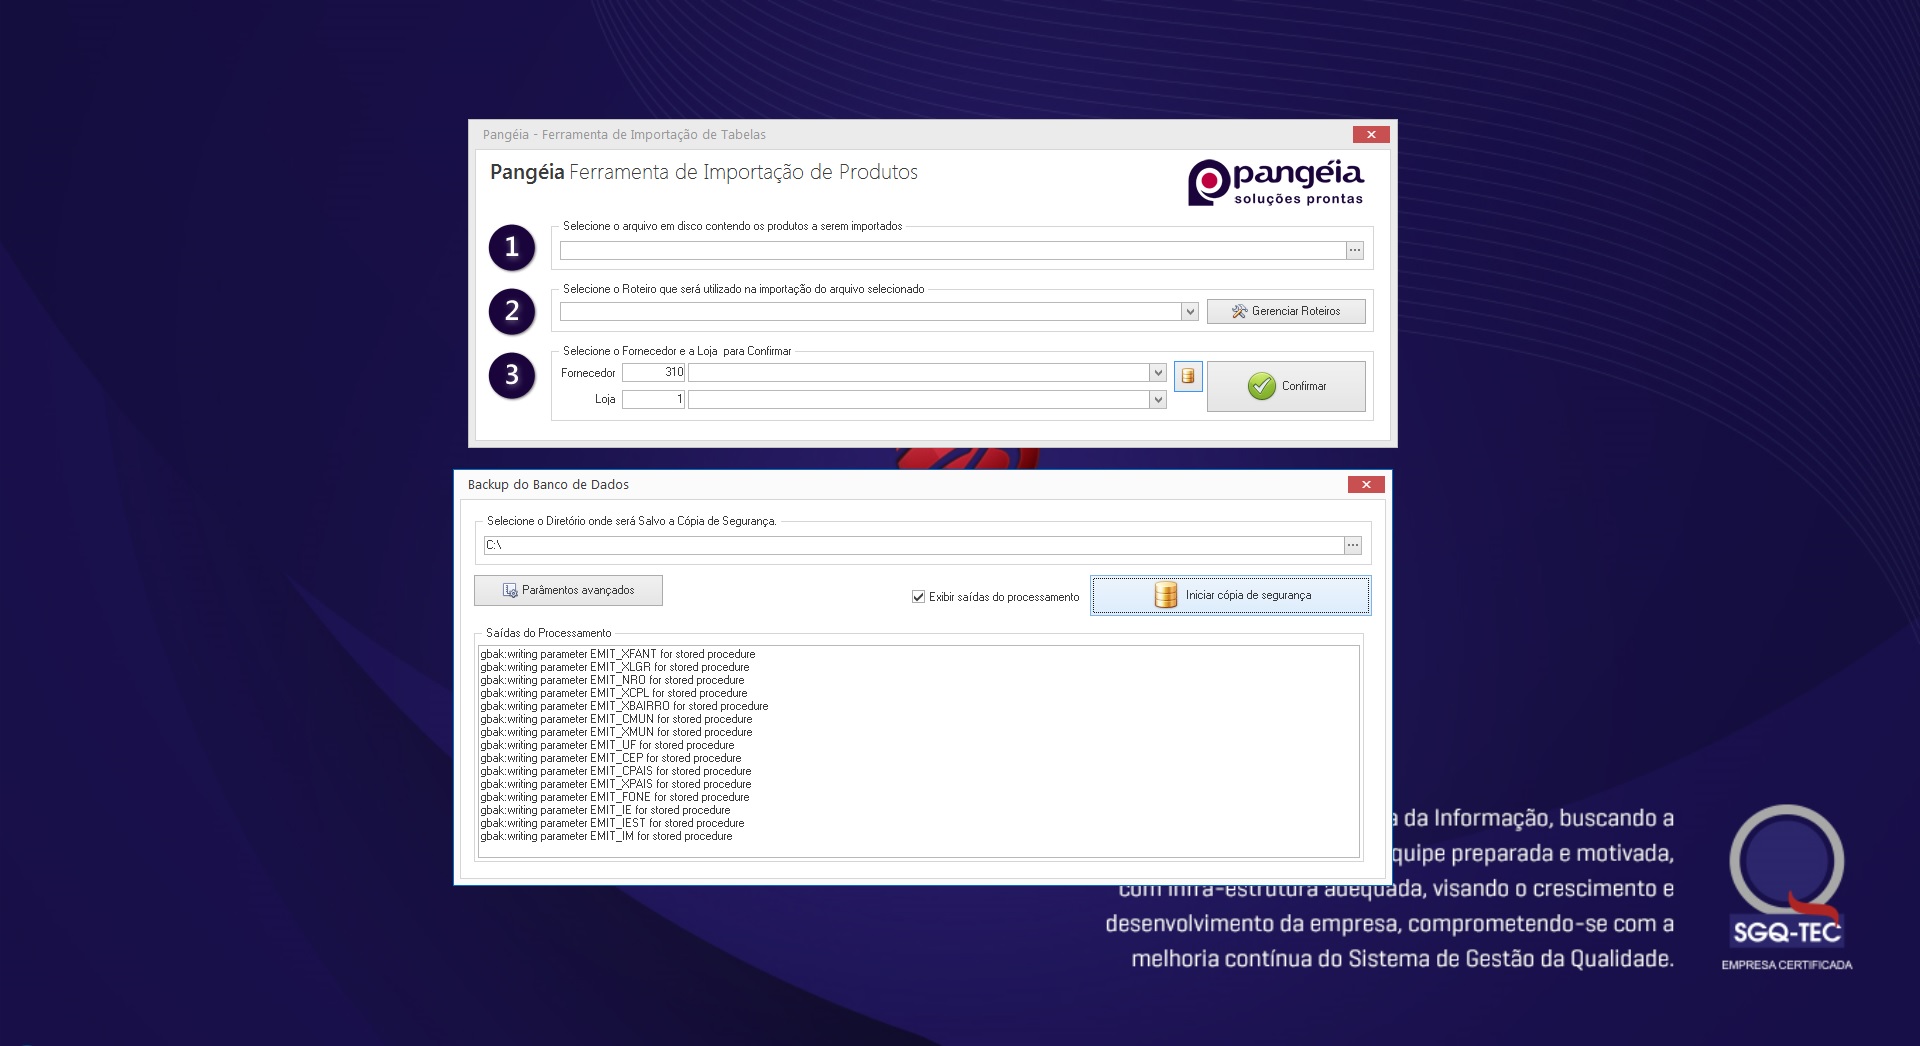 Pangéia - Ferramenta de Importação de Tabelas
Pangéia Ferramenta de Importação de Produtos
pangéia
soluções prontas
1
Selecione o arquivo em disco contendo os produtos a serem importados
...
2
Selecione o Roteiro que será utilizado na importação do arquivo selecionado
Gerenciar Roteiros
3
Selecione o Fornecedor e a Loja para Confirmar
Fornecedor 310
Confirmar
Loja 1
Backup do Banco de Dados
Selecione o Diretório onde será Salvo a Cópia de Segurança.
C:\ ...
Parâmentos avançados
Exibir saídas do processamento
Iniciar cópia de segurança
Saídas do Processamento
gbak:writing parameter EMIT_XFANT for stored procedure
gbak:writing parameter EMIT_XLGR for stored procedure
gbak:writing parameter EMIT_NRO for stored procedure
gbak:writing parameter EMIT_XCPL for stored procedure
gbak:writing parameter EMIT_XBAIRRO for stored procedure
gbak:writing parameter EMIT_CMUN for stored procedure
gbak:writing parameter EMIT_XMUN for stored procedure
gbak:writing parameter EMIT_UF for stored procedure
gbak:writing parameter EMIT_CEP for stored procedure
gbak:writing parameter EMIT_CPAIS for stored procedure
gbak:writing parameter EMIT_XPAIS for stored procedure
gbak:writing parameter EMIT_FONE for stored procedure
gbak:writing parameter EMIT_IE for stored procedure
gbak:writing parameter EMIT_IEST for stored procedure
gbak:writing parameter EMIT_IM for stored procedure
da Informação, buscando a
quipe preparada e motivada,
com infra-estrutura adequada, visando o crescimento e
desenvolvimento da empresa, comprometendo-se com a
melhoria contínua do Sistema de Gestão da Qualidade.
SGQ-TEC
EMPRESA CERTIFICADA